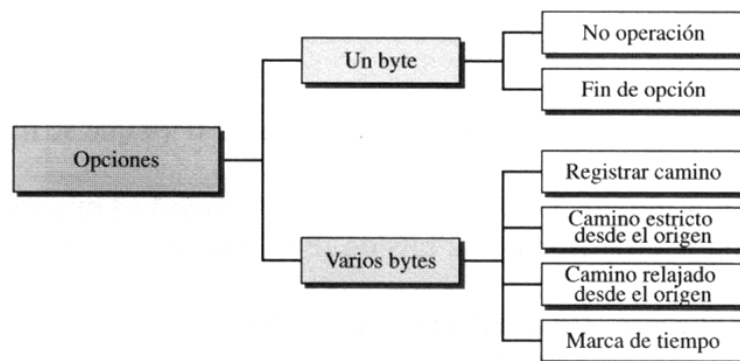 Opciones
Un byte
No operación
Fin de opción
Varios bytes
Registrar camino
Camino estricto
desde el origen
Camino relajado
desde el origen
Marca de tiempo